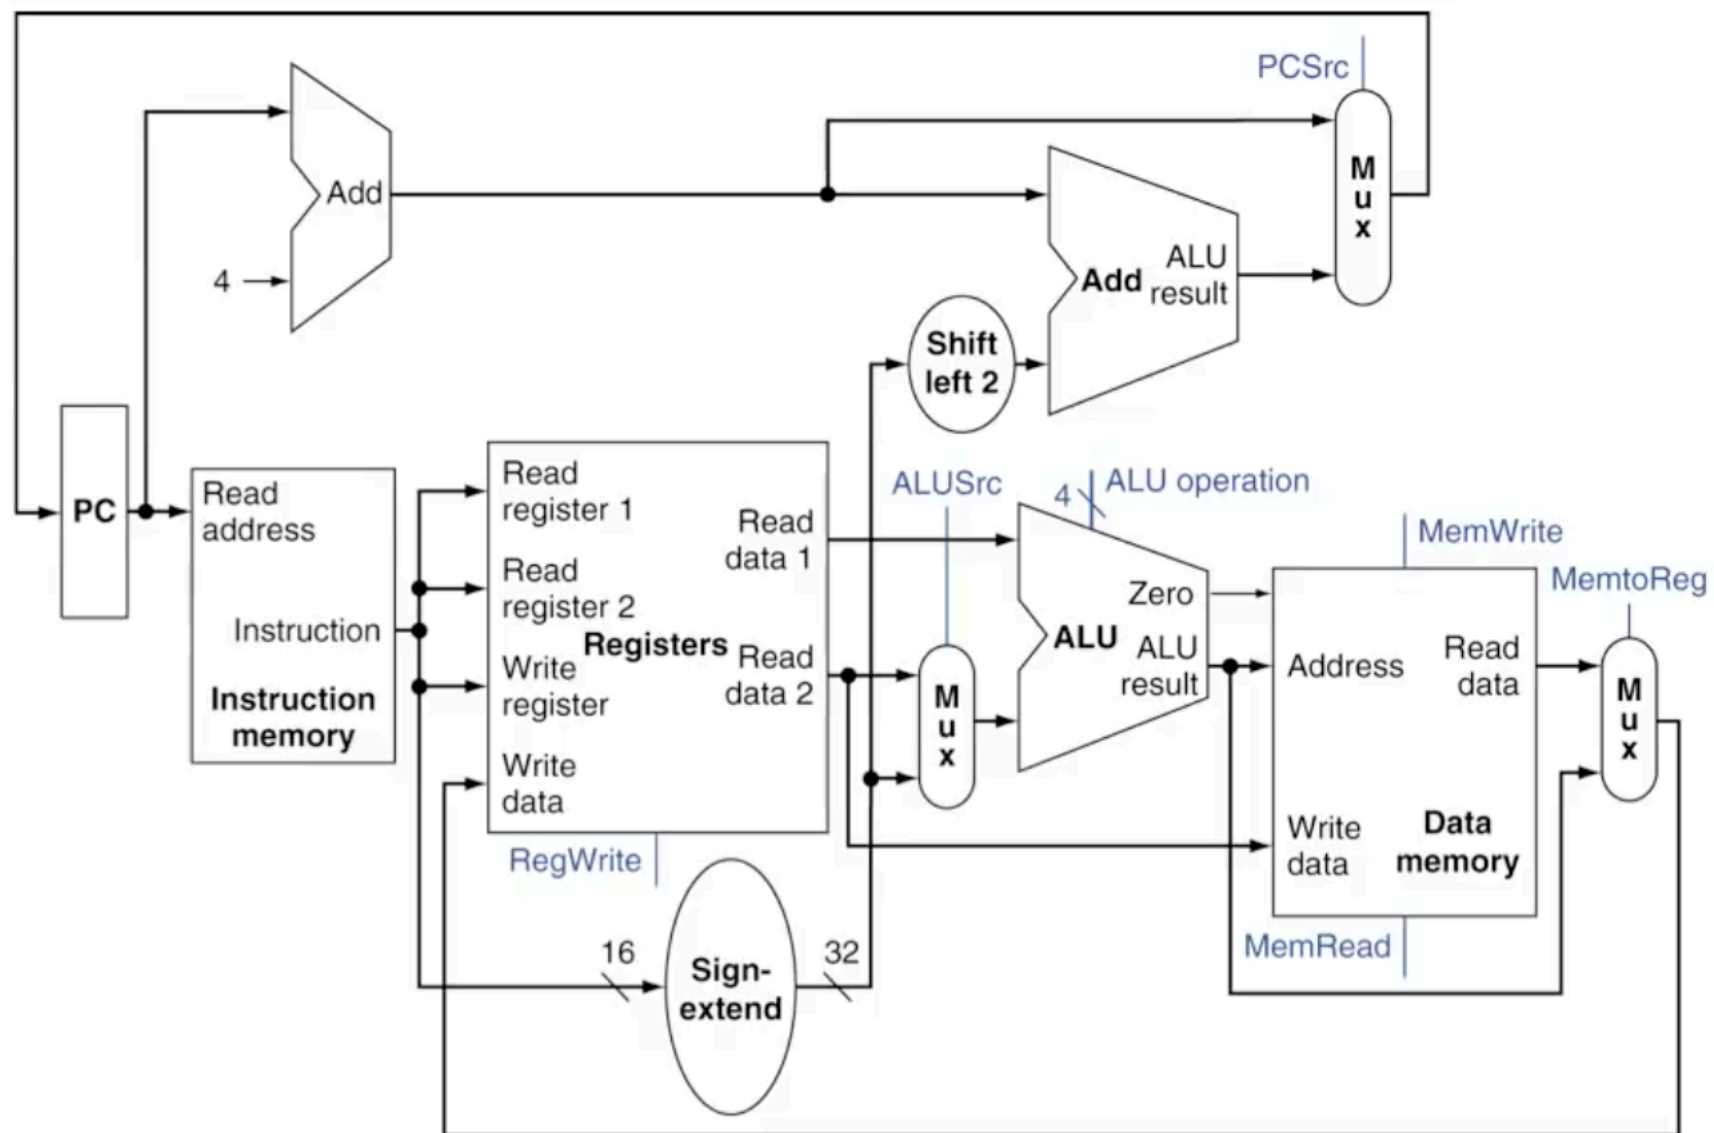 PCSrc
Add
4
M
u
x
Add
ALU
result
Shift
left 2
PC
Read
address
Instruction
Instruction
memory
Read
register 1
Read
register 2
Write
register
Write
data
Registers
Read
data 1
Read
data 2
RegWrite
16
Sign-
extend
32
ALUSrc
M
u
x
4
ALU operation
Zero
ALU
ALU
result
MemWrite
Address
Read
data
Write
data
Data
memory
MemRead
MemtoReg
M
u
x